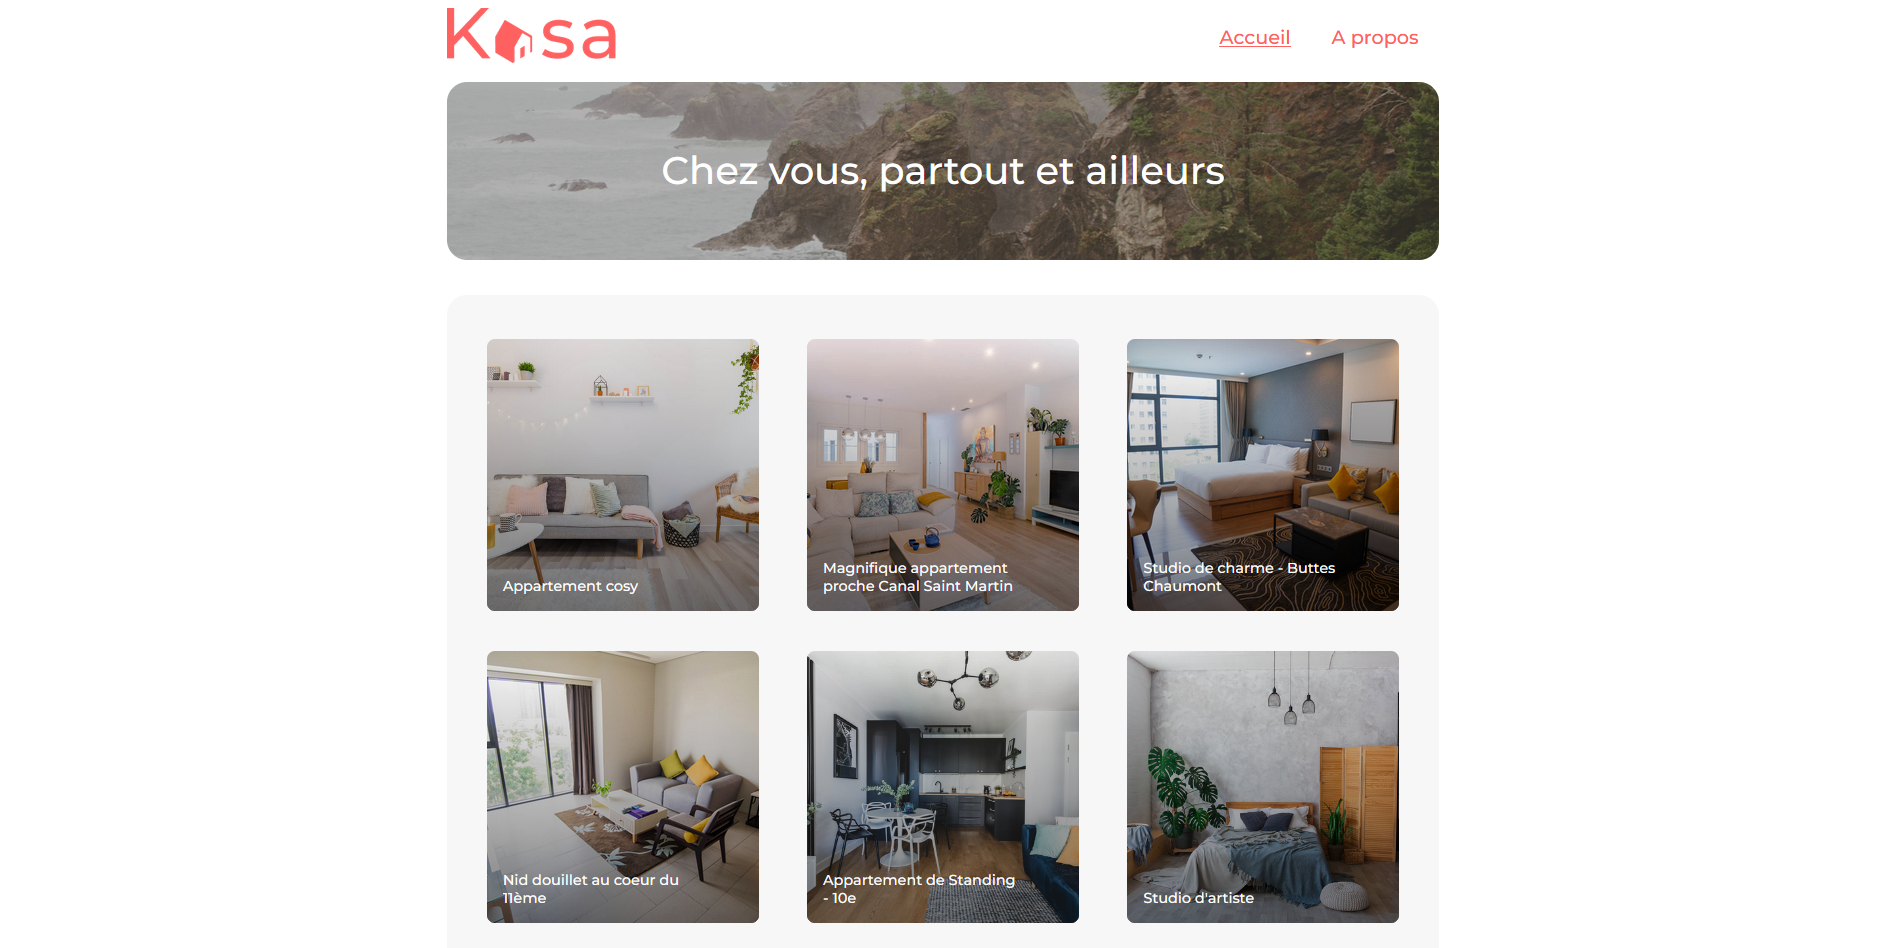 Kasa
Accueil
A propos
Chez vous, partout et ailleurs
Appartement cosy
Magnifique appartement
proche Canal Saint Martin
Studio de charme - Buttes
Chaumont
Nid douillet au coeur du
11ème
Appartement de Standing
- 10e
Studio d'artiste